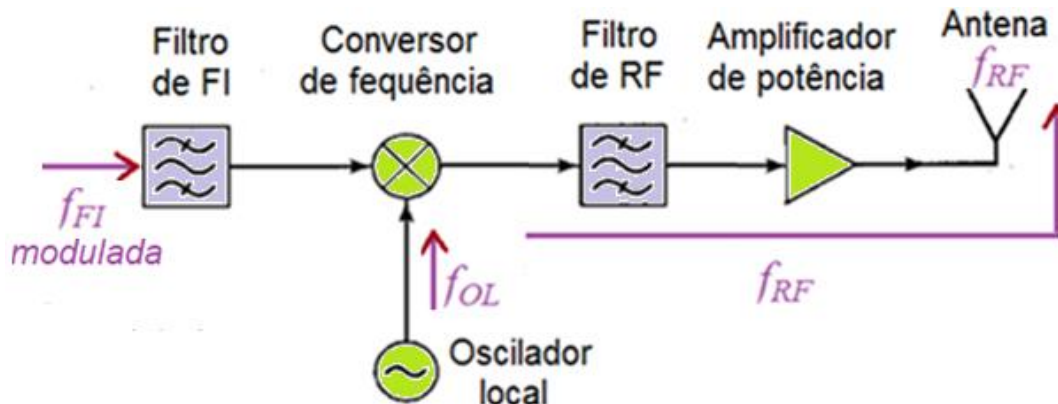 Filtro
de FI
Conversor
de fequência
Filtro
de RF
Amplificador
de potência
Antena
fRF
fFI
modulada
fOL
fRF
Oscilador
local